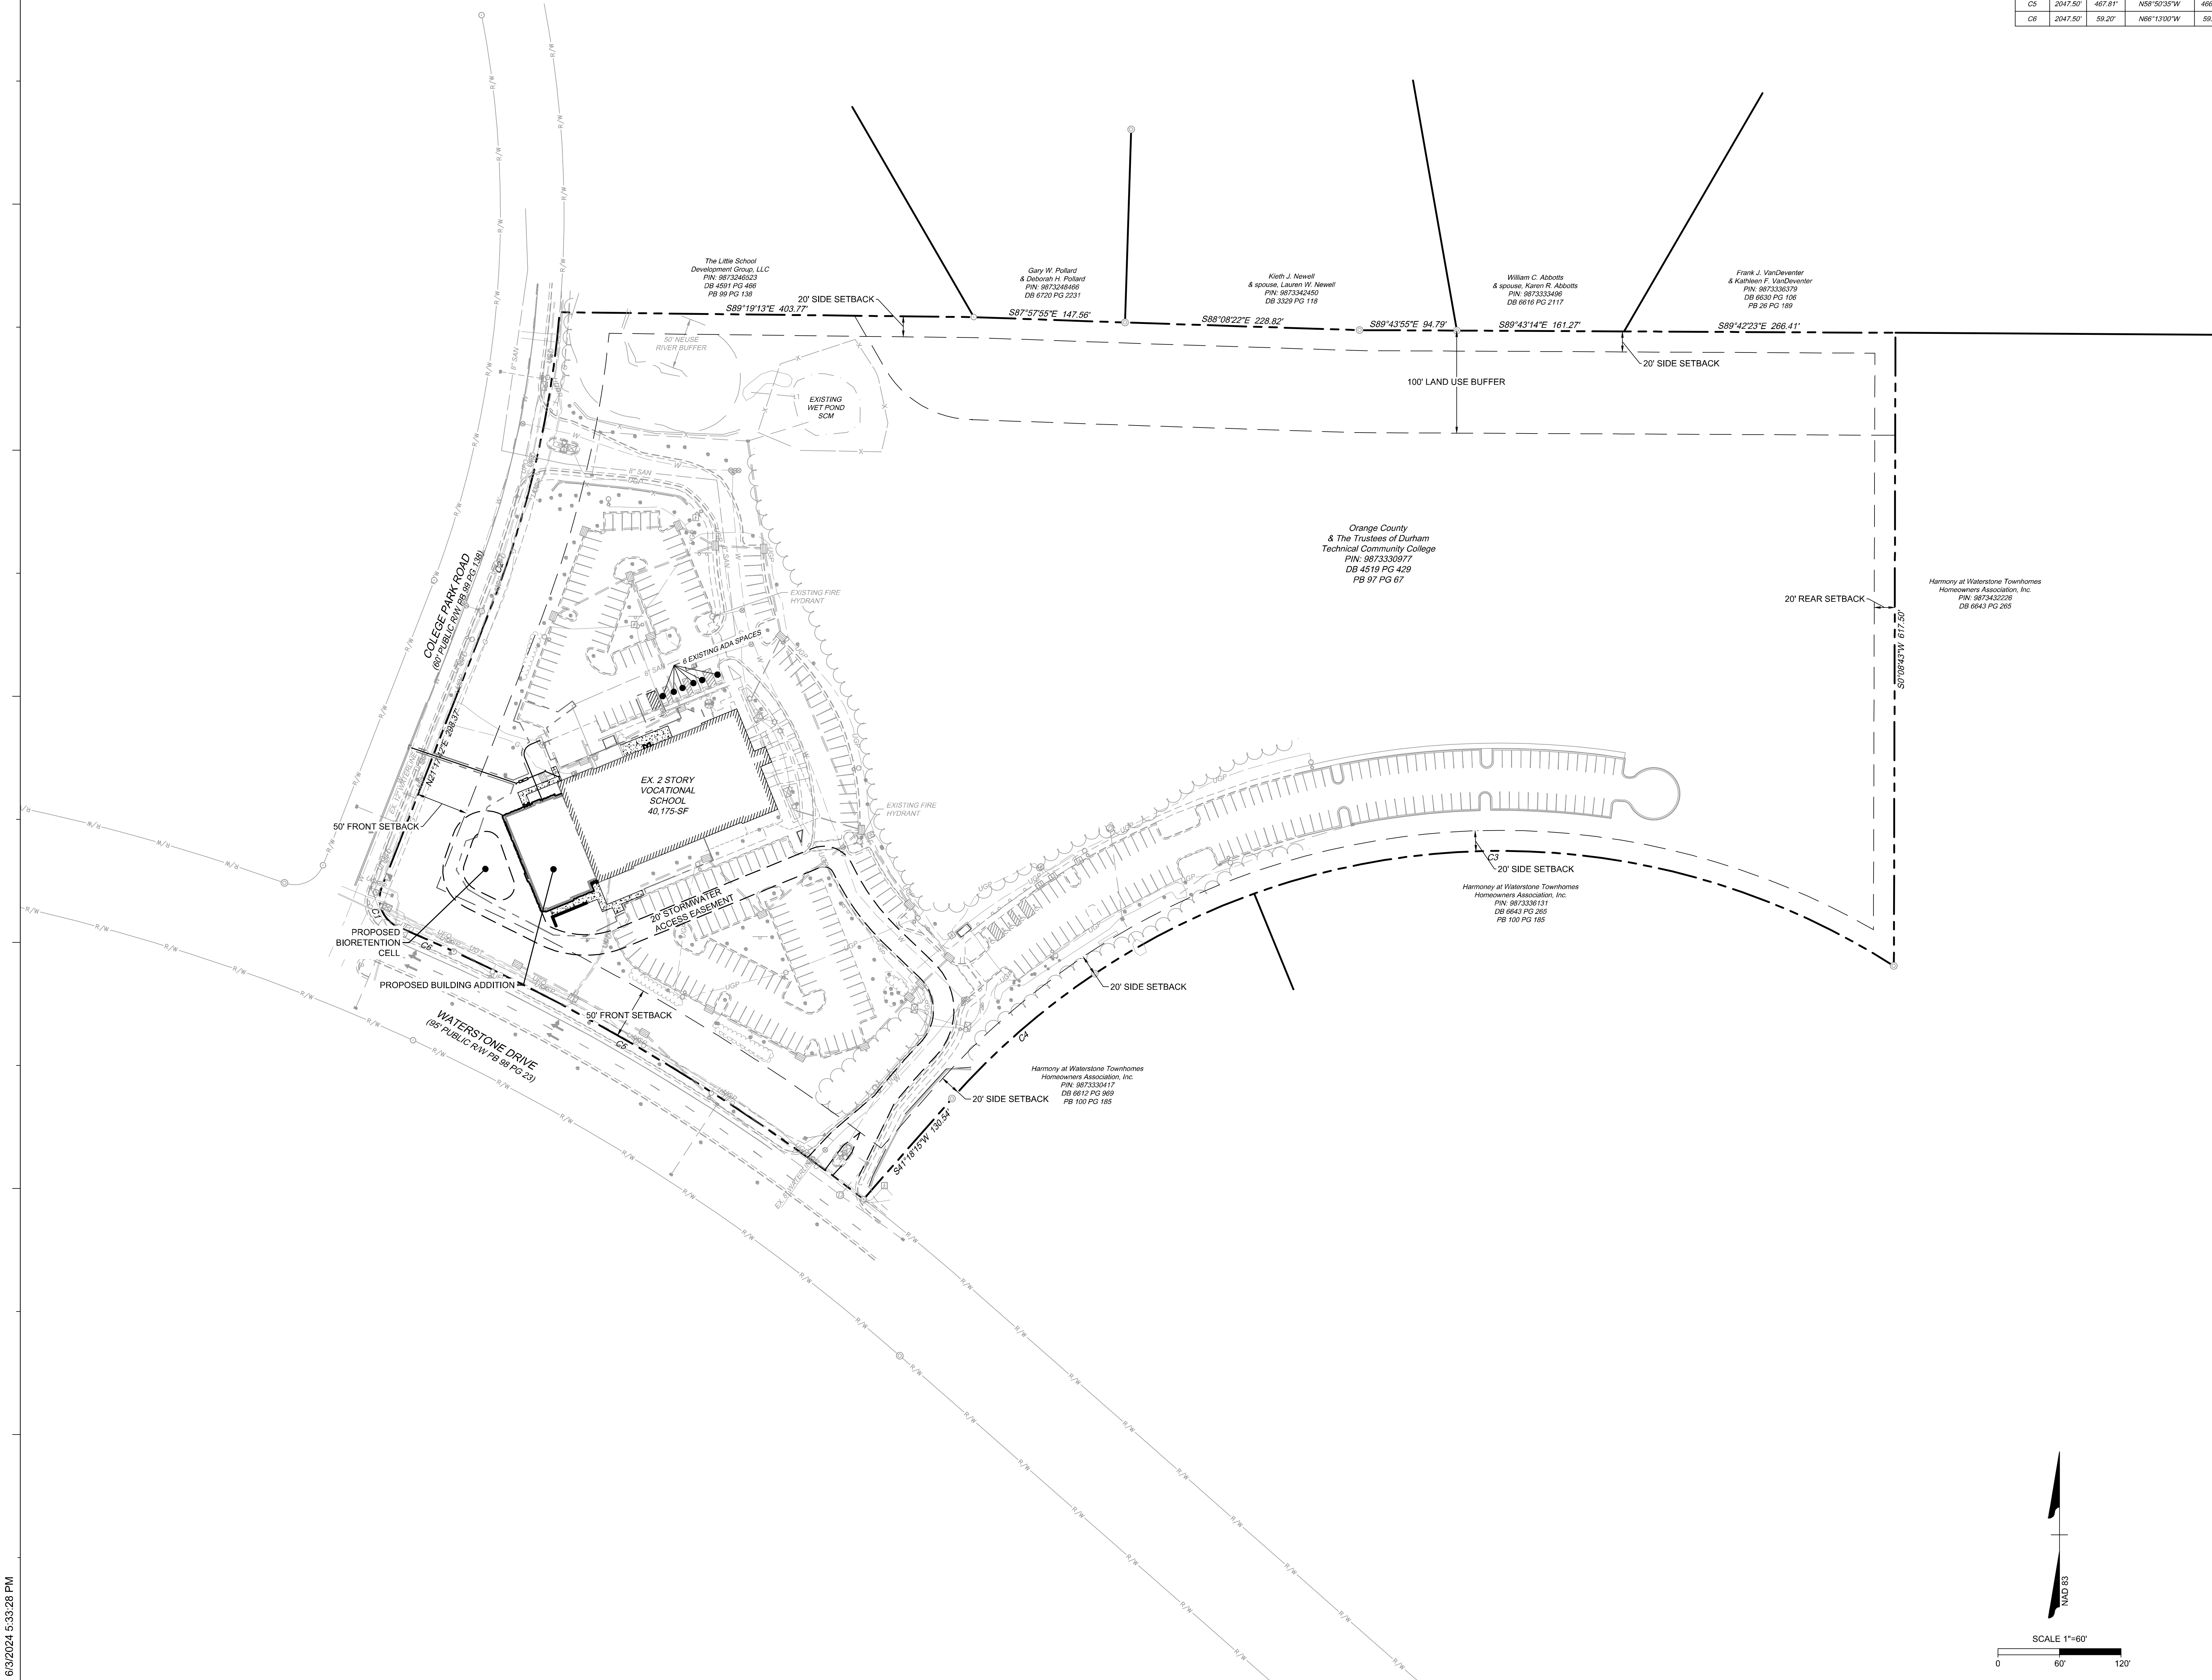 C5 2047.50' 467.81' N58°50'35"W
C6 2047.50' 59.20' N66°13'00"W
The Little School
Development Group, LLC
PIN: 9873246523
DB 4591 PG 466
PB 99 PG 138
Gary W. Pollard
& Deborah H. Pollard
PIN: 9873248466
DB 6720 PG 2231
Kieth J. Newell
& spouse, Lauren W. Newell
PIN: 9873342450
DB 3329 PG 118
William C. Abbotts
& spouse, Karen R. Abbotts
PIN: 9873333496
DB 6616 PG 2117
Frank J. VanDeventer
& Kathleen F. VanDeventer
PIN: 9873336379
DB 6630 PG 106
PB 26 PG 189
20' SIDE SETBACK
S89°19'13"E 403.77'
S87°57'55"E 147.56'
S88°08'22"E 228.82'
S89°43'55"E 94.79'
S89°43'14"E 161.27'
S89°42'23"E 266.41'
50' NEUSE
RIVER BUFFER
20' SIDE SETBACK
100' LAND USE BUFFER
EXISTING
WET POND
SCM
8" SAN
8" SAN
UGP
Orange County
& The Trustees of Durham
Technical Community College
PIN: 9873330977
DB 4519 PG 429
PB 97 PG 67
COLEGE PARK ROAD
(60' PUBLIC R/W PB 99 PG 138)
C2
EXISTING FIRE
HYDRANT
20' REAR SETBACK
S0°08'43"W 617.50'
Harmony at Waterstone Townhomes
Homeowners Association, Inc.
PIN: 9873432226
DB 6643 PG 265
6 EXISTING ADA SPACES
8" SAN
EX. 2 STORY
VOCATIONAL
SCHOOL
40,175-SF
EXISTING FIRE
HYDRANT
50' FRONT SETBACK
C3
20' SIDE SETBACK
Harmoney at Waterstone Townhomes
Homeowners Association, Inc.
PIN: 9873336131
DB 6643 PG 265
PB 100 PG 185
20' STORMWATER
ACCESS EASEMENT
C1
C6
PROPOSED
BIORETENTION
CELL
PROPOSED BUILDING ADDITION
50' FRONT SETBACK
20' SIDE SETBACK
WATERSTONE DRIVE
(95' PUBLIC R/W PB 98 PG 23)
C5
C4
Harmony at Waterstone Townhomes
Homeowners Association, Inc.
PIN: 9873330417
DB 6612 PG 969
PB 100 PG 185
20' SIDE SETBACK
S41°18'15"W 130.54'
NAD 83
SCALE 1"=60'
0 60' 120'
6/3/2024 5:33:28 PM